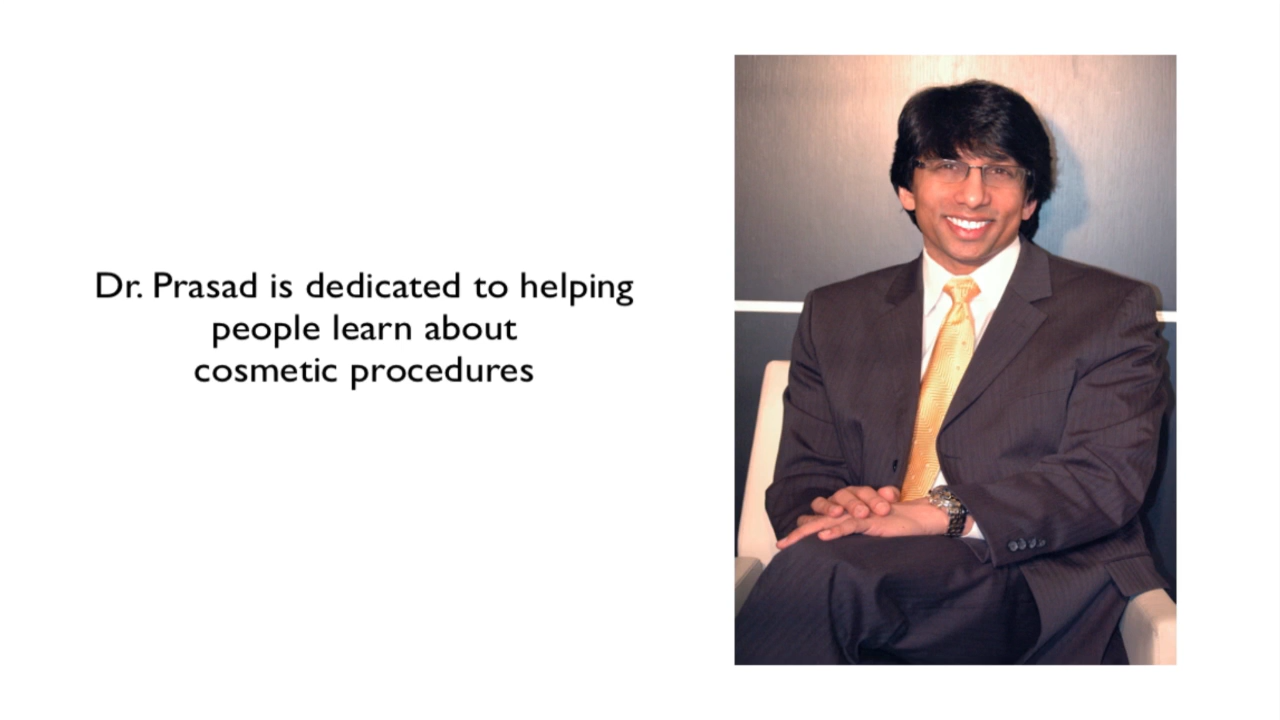 Dr. Prasad is dedicated to helping
people learn about
cosmetic procedures